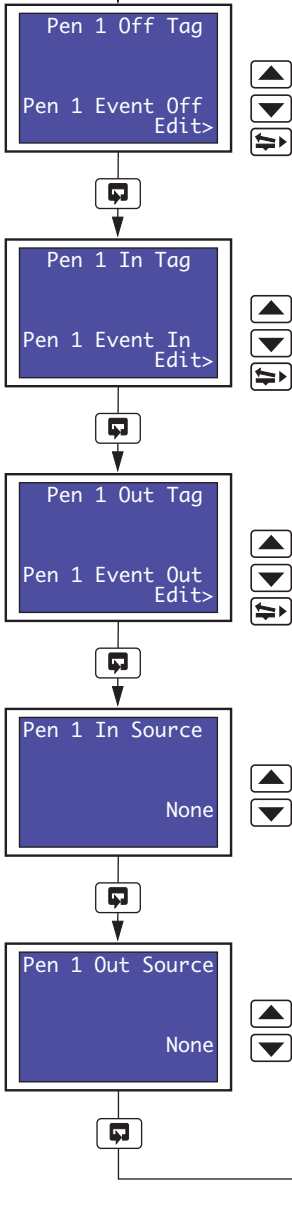 Pen 1 Off Tag
Pen 1 Event Off
Edit>
Pen 1 In Tag
Pen 1 Event In
Edit>
Pen 1 Out Tag
Pen 1 Event Out
Edit>
Pen 1 In Source
None
Pen 1 Out Source
None